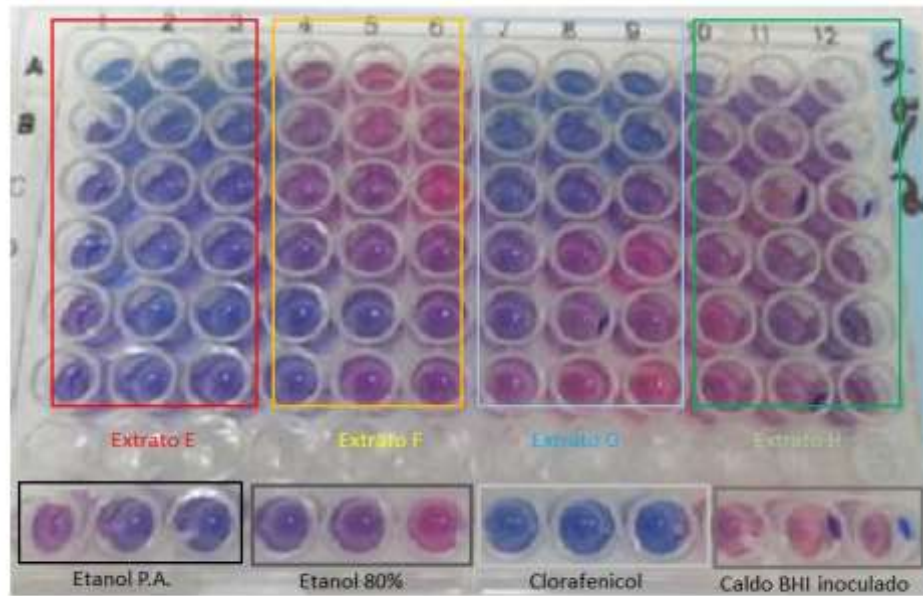 1 2 3 4 5 6 7 8 9 10 11 12
A
B
C
D
Extrato E Extrato F Extrato G Extrato H
Etanol P.A. Etanol 80% Clorafenicol Caldo BHI inoculado